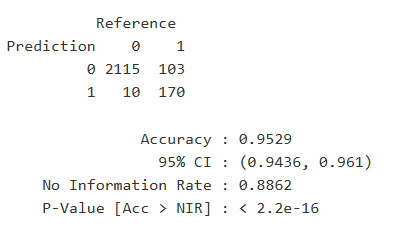 Reference
Prediction 0 1
0 2115 103
1 10 170
Accuracy : 0.9529
95% CI : (0.9436, 0.961)
No Information Rate : 0.8862
P-Value [Acc > NIR] : < 2.2e-16